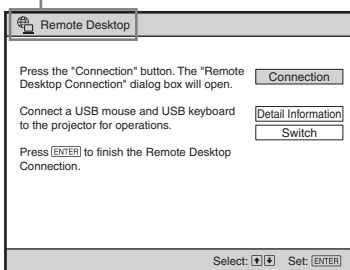 Remote Desktop
Press the "Connection" button. The "Remote
Desktop Connection" dialog box will open.
Connection
Connect a USB mouse and USB keyboard
to the projector for operations.
Detail Information
Switch
Press ENTER to finish the Remote Desktop
Connection.
Select: Set: ENTER